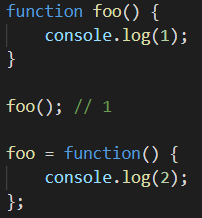 function foo() {
    console.log(1);
}

foo(); // 1

foo = function() {
    console.log(2);
};